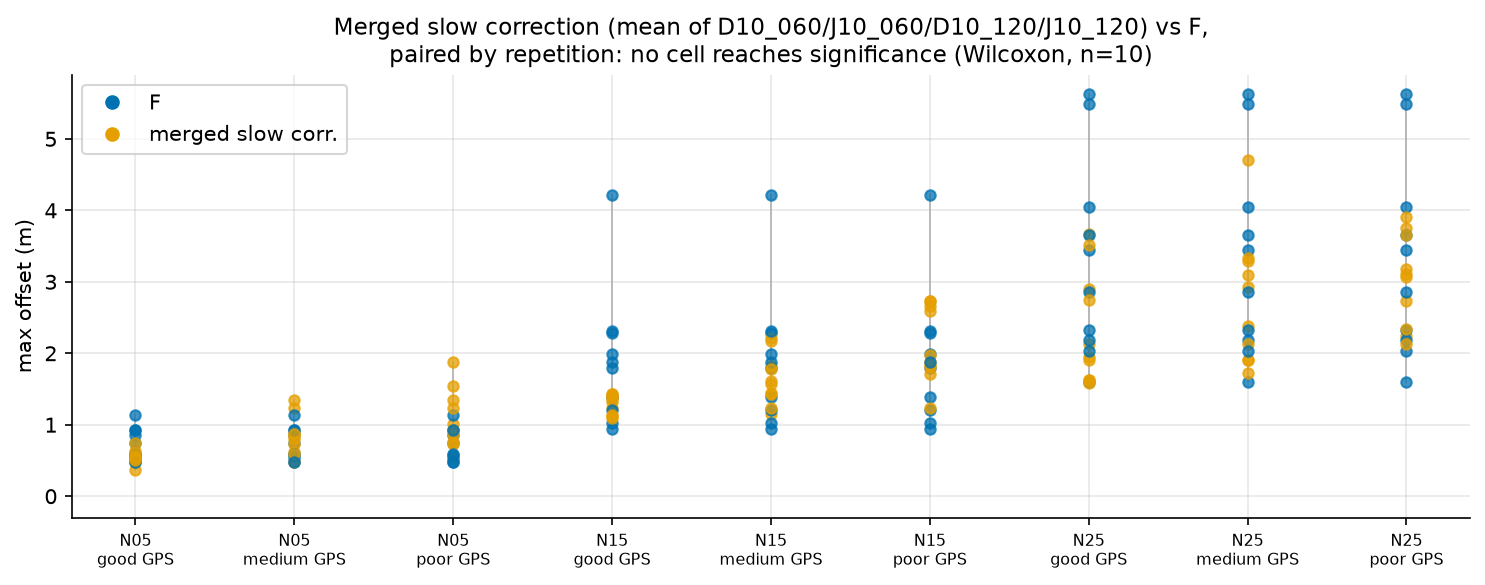 Merged slow correction (mean of D10_060/J10_060/D10_120/J10_120) vs F,
paired by repetition: no cell reaches significance (Wilcoxon, n=10)
F
merged slow corr.
max offset (m)
5
4
3
2
1
0
N05
good GPS
N05
medium GPS
N05
poor GPS
N15
good GPS
N15
medium GPS
N15
poor GPS
N25
good GPS
N25
medium GPS
N25
poor GPS